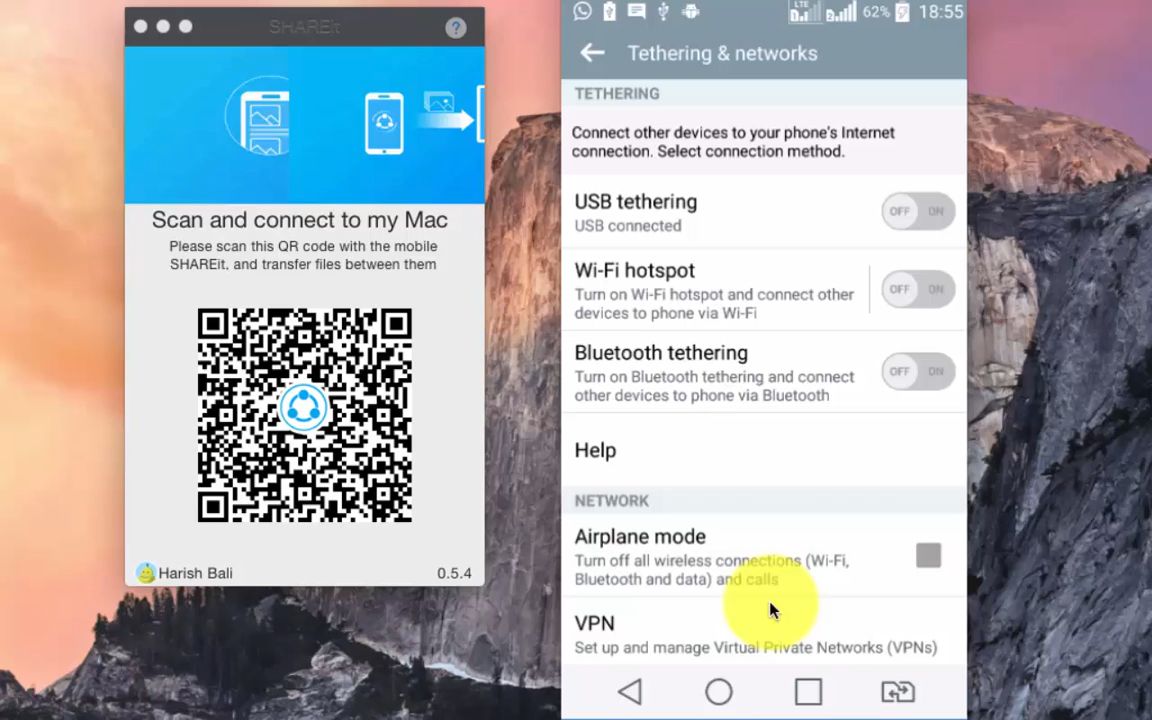 SHAREit
?
Scan and connect to my Mac
Please scan this QR code with the mobile
SHAREit, and transfer files between them
Harish Bali
0.5.4
LTE
62%
18:55
Tethering & networks
TETHERING
Connect other devices to your phone's Internet
connection. Select connection method.
USB tethering
USB connected
OFF ON
Wi-Fi hotspot
Turn on Wi-Fi hotspot and connect other
devices to phone via Wi-Fi
OFF ON
Bluetooth tethering
Turn on Bluetooth tethering and connect
other devices to phone via Bluetooth
OFF ON
Help
NETWORK
Airplane mode
Turn off all wireless connections (Wi-Fi,
Bluetooth and data) and calls
VPN
Set up and manage Virtual Private Networks (VPNs)